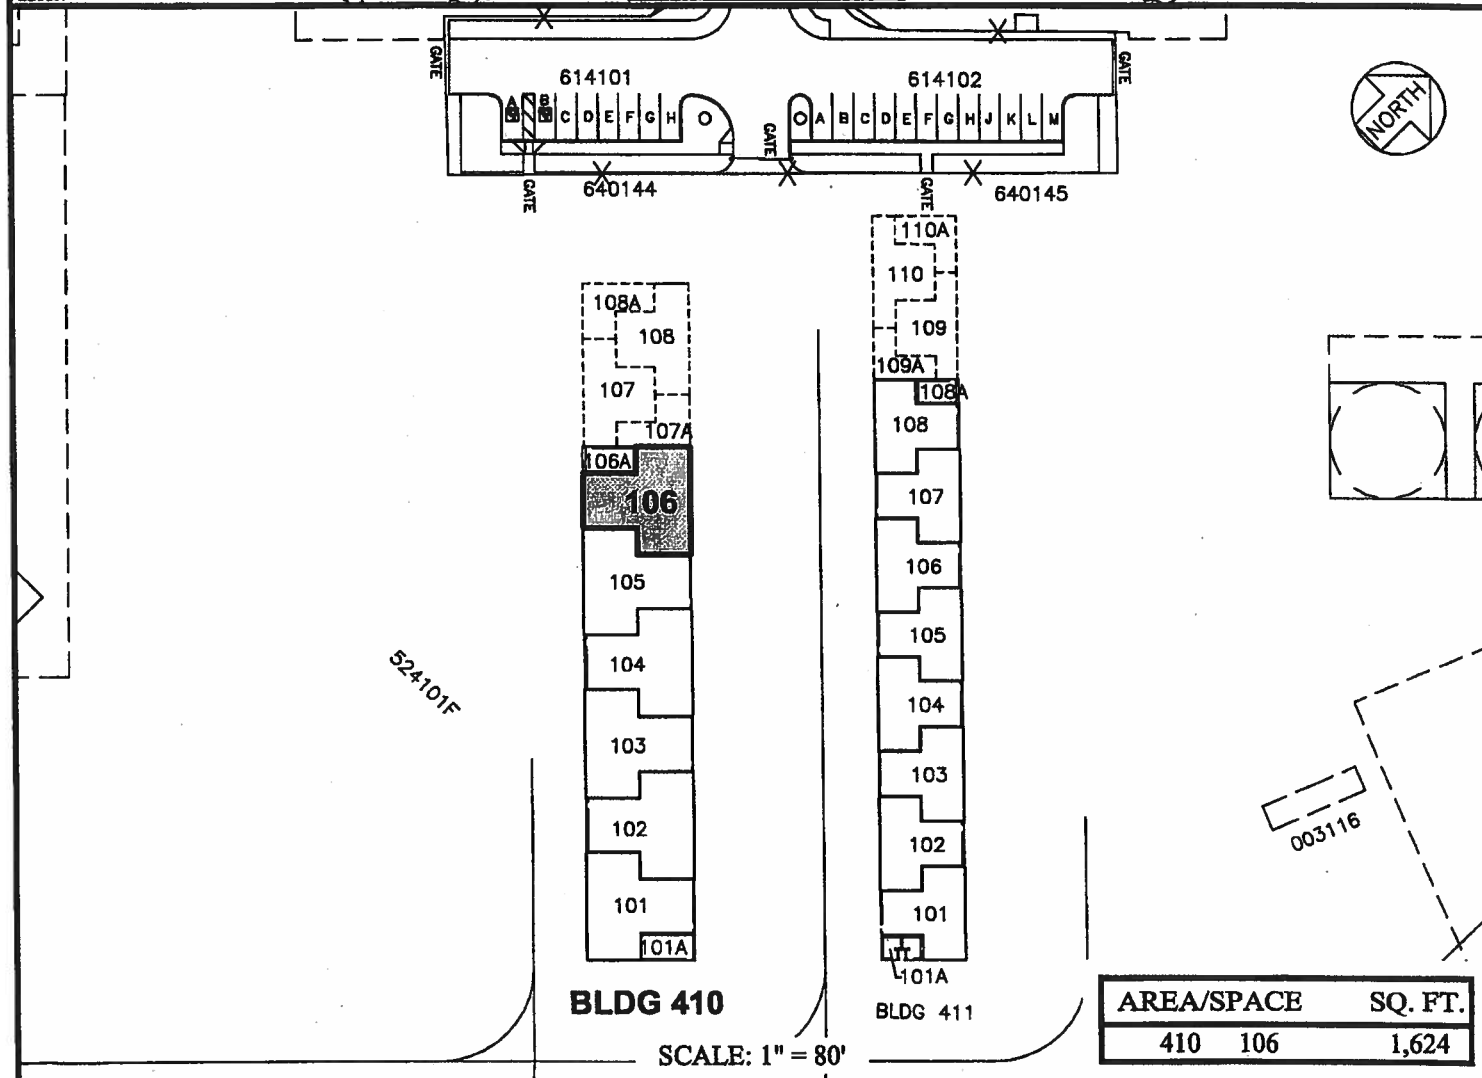 GATE
614101
614102
GATE
A
B
C
D
E
F
G
H
GATE
A
B
C
D
E
F
G
H
J
K
L
M
NORTH
640144
640145
GATE
GATE
110A
110
109
109A
108A
108
107
107A
106A
106
105
104
103
102
101
101A
108A
108
107
106
105
104
103
102
101
101A
524101F
003116
BLDG 410
BLDG 411
SCALE: 1" = 80'
AREA/SPACE SQ. FT.
410 106 1,624